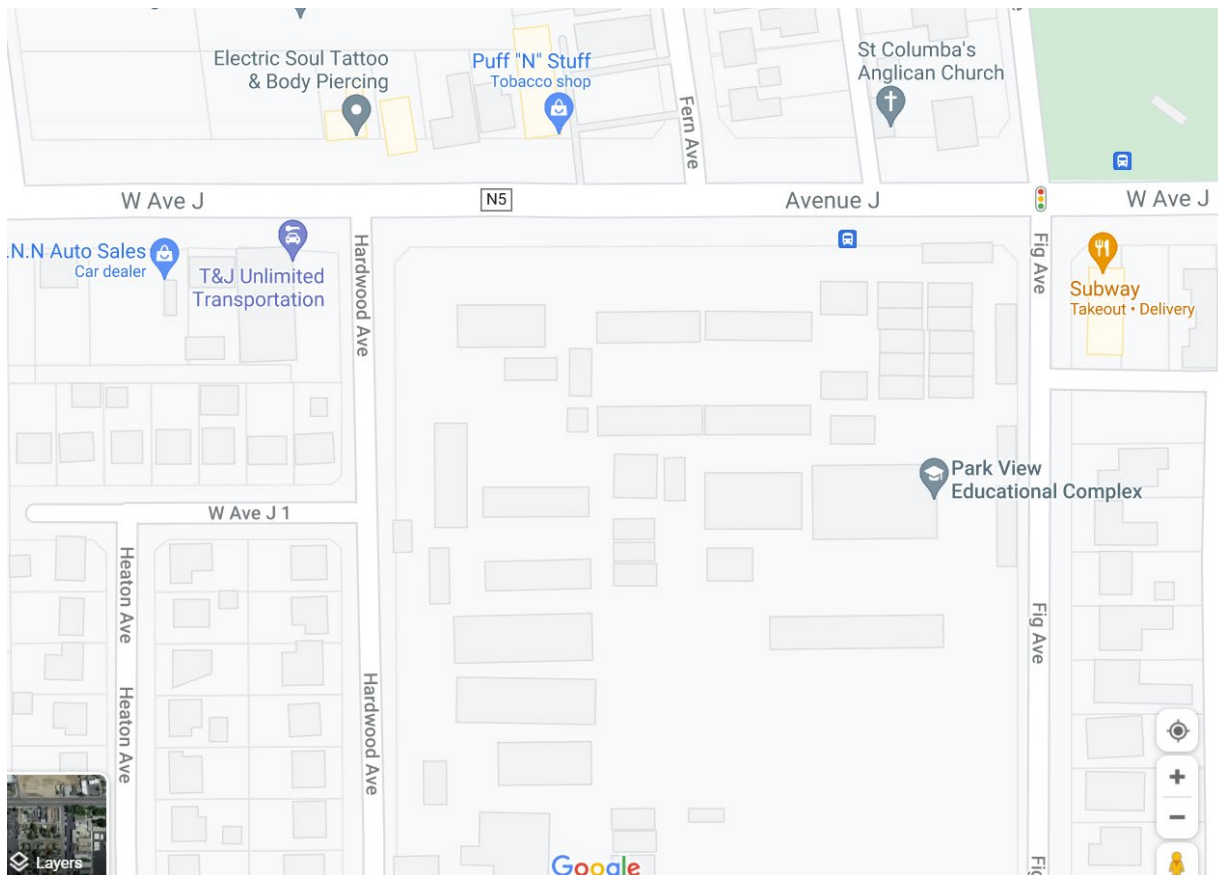 Electric Soul Tattoo
& Body Piercing
Puff "N" Stuff
Tobacco shop
St Columba's
Anglican Church
Fern Ave
W Ave J
N5
Avenue J
W Ave J
.N.N Auto Sales
Car dealer
T&J Unlimited
Transportation
Hardwood Ave
Fig Ave
Subway
Takeout • Delivery
Park View
Educational Complex
W Ave J 1
Heaton Ave
Fig Ave
Heaton Ave
Hardwood Ave
Layers
Google
Fig